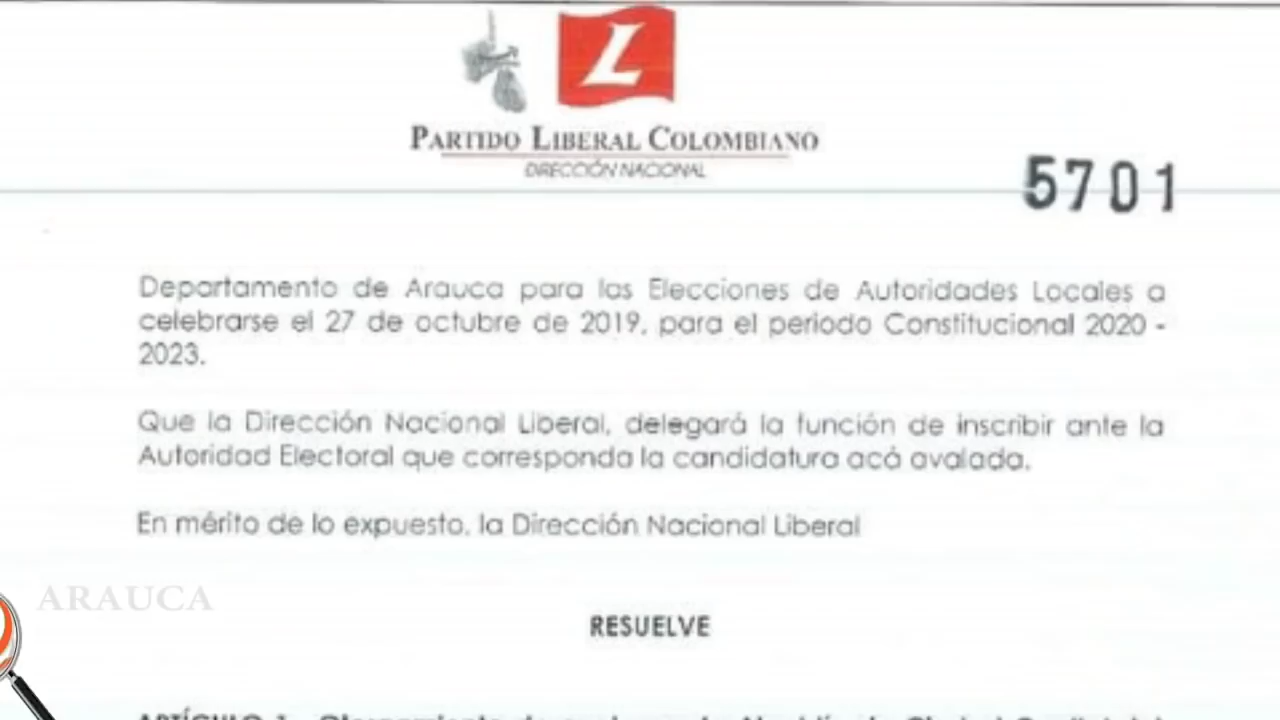 L
PARTIDO LIBERAL COLOMBIANO
DIRECCIÓN NACIONAL
5701
Departamento de Arauca para las Elecciones de Autoridades Locales a
celebrarse el 27 de octubre de 2019, para el periodo Constitucional 2020 -
2023.
Que la Dirección Nacional Liberal, delegará la función de inscribir ante la
Autoridad Electoral que corresponda la candidatura acá avalada.
En mérito de lo expuesto, la Dirección Nacional Liberal
ARAUCA
RESUELVE
ARTÍCULO 1